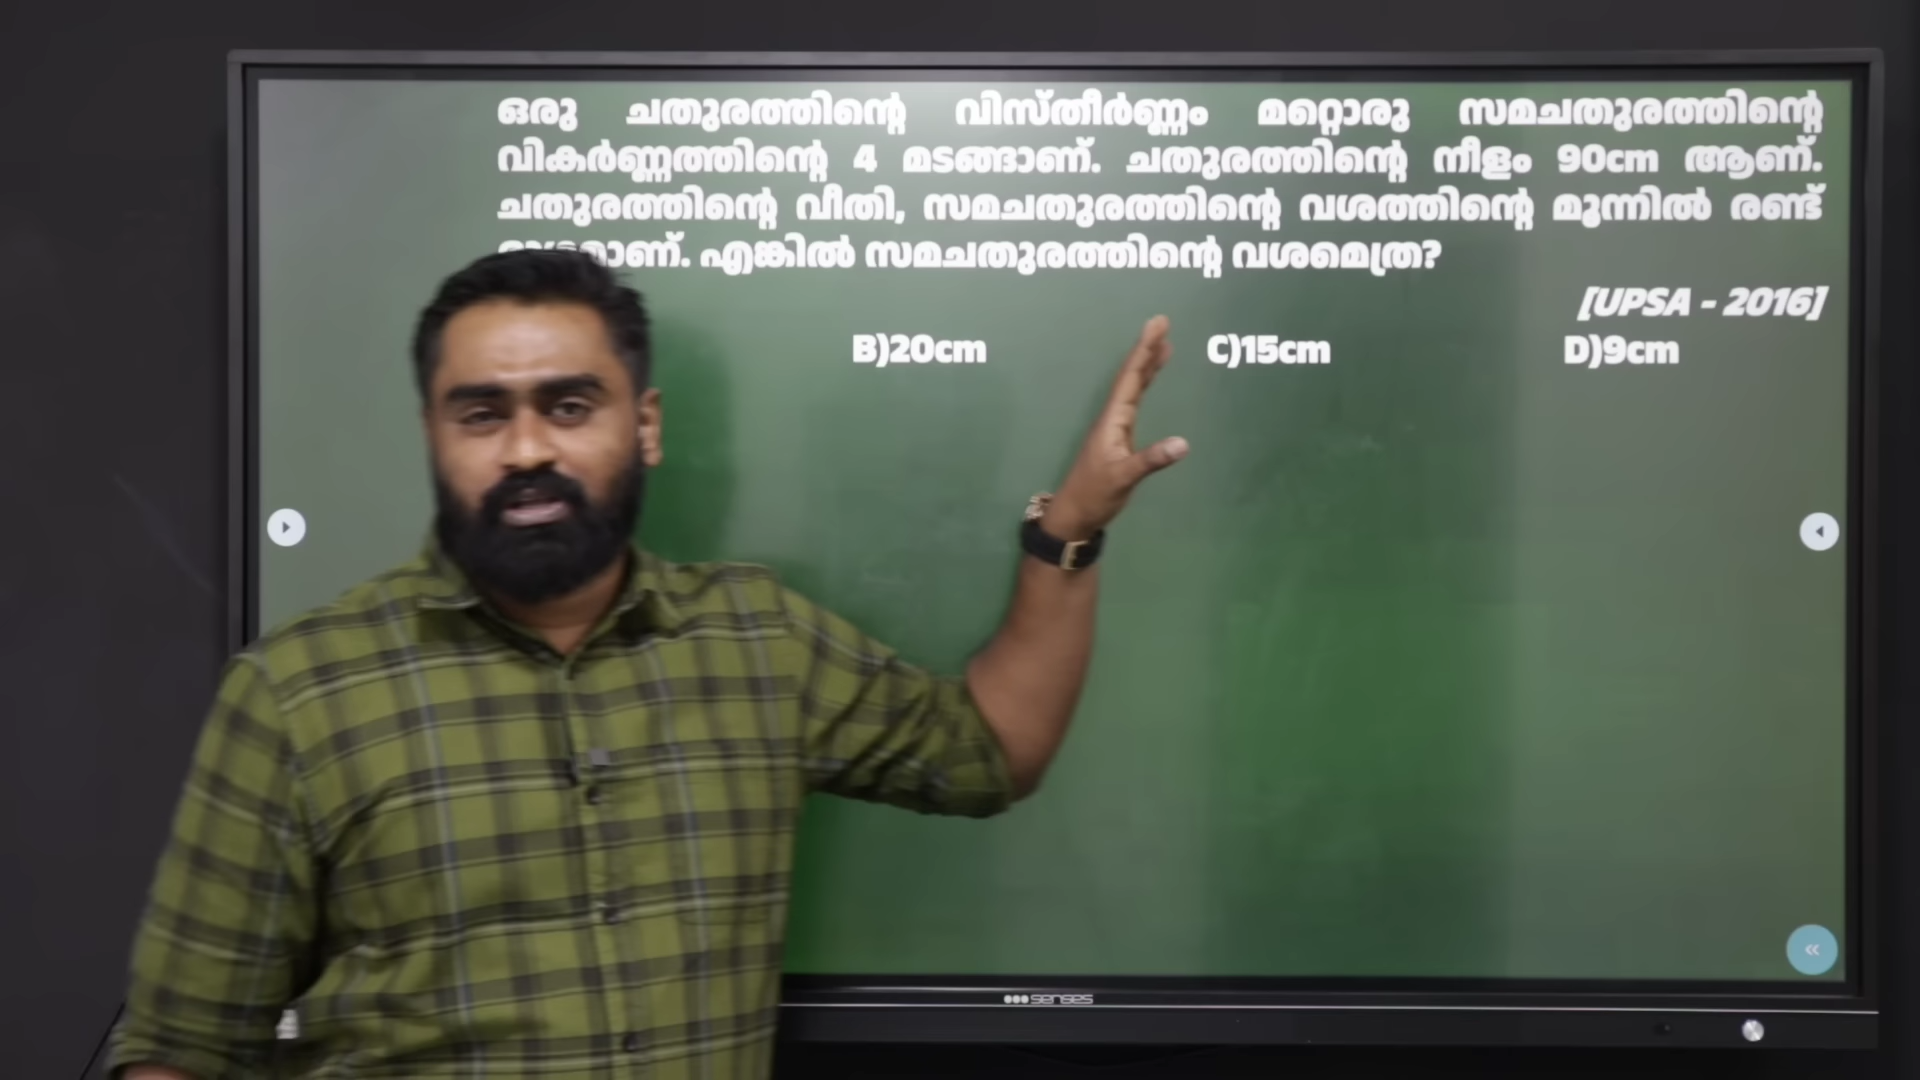 ഒരു ചതുരത്തിന്റെ വിസ്തീർണ്ണം മറ്റൊരു സമചതുരത്തിന്റെ
വികർണ്ണത്തിന്റെ 4 മടങ്ങാണ്. ചതുരത്തിന്റെ നീളം 90cm ആണ്.
ചതുരത്തിന്റെ വീതി, സമചതുരത്തിന്റെ വശത്തിന്റെ മൂന്നിൽ രണ്ട്
എങ്കിൽ സമചതുരത്തിന്റെ വശമെത്ര?
[UPSA - 2016]
B)20cm C)15cm D)9cm
senses